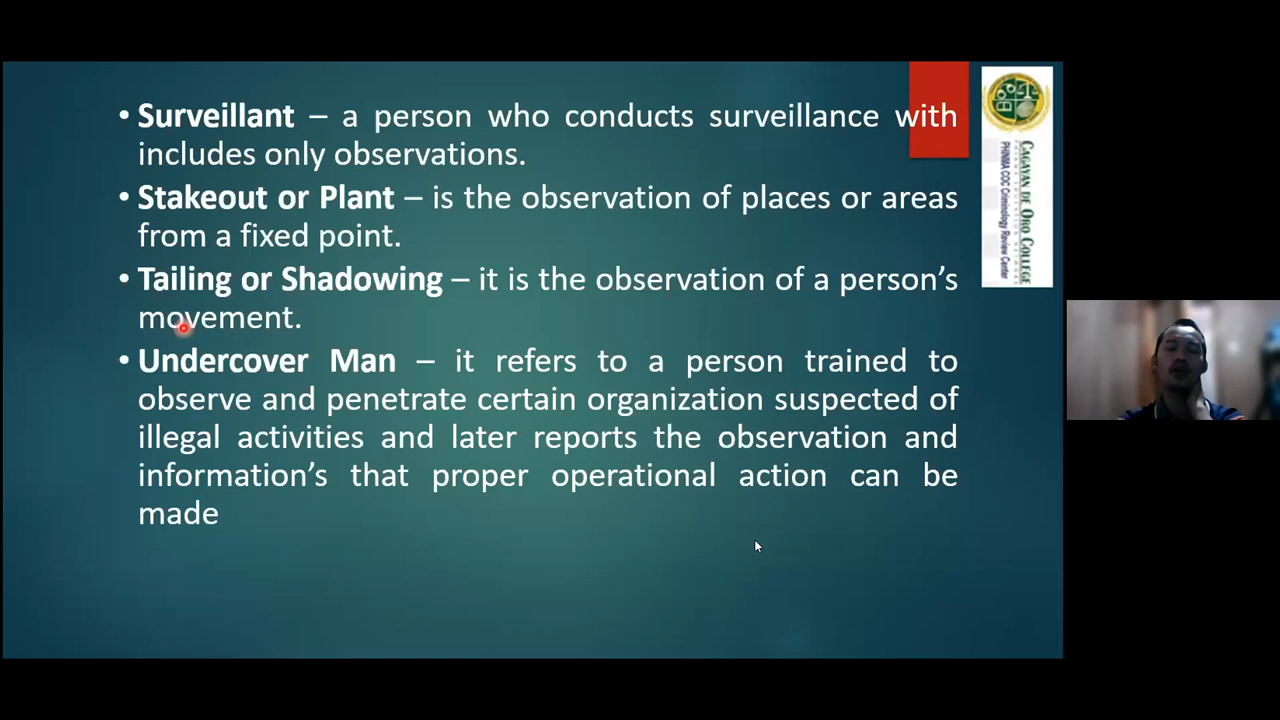 • Surveillant – a person who conducts surveillance with
includes only observations.
• Stakeout or Plant – is the observation of places or areas
from a fixed point.
• Tailing or Shadowing – it is the observation of a person's
movement.
• Undercover Man – it refers to a person trained to
observe and penetrate certain organization suspected of
illegal activities and later reports the observation and
information's that proper operational action can be
made
CAGAYAN DE ORO COLLEGE
PHINMA COC Criminology Review Center